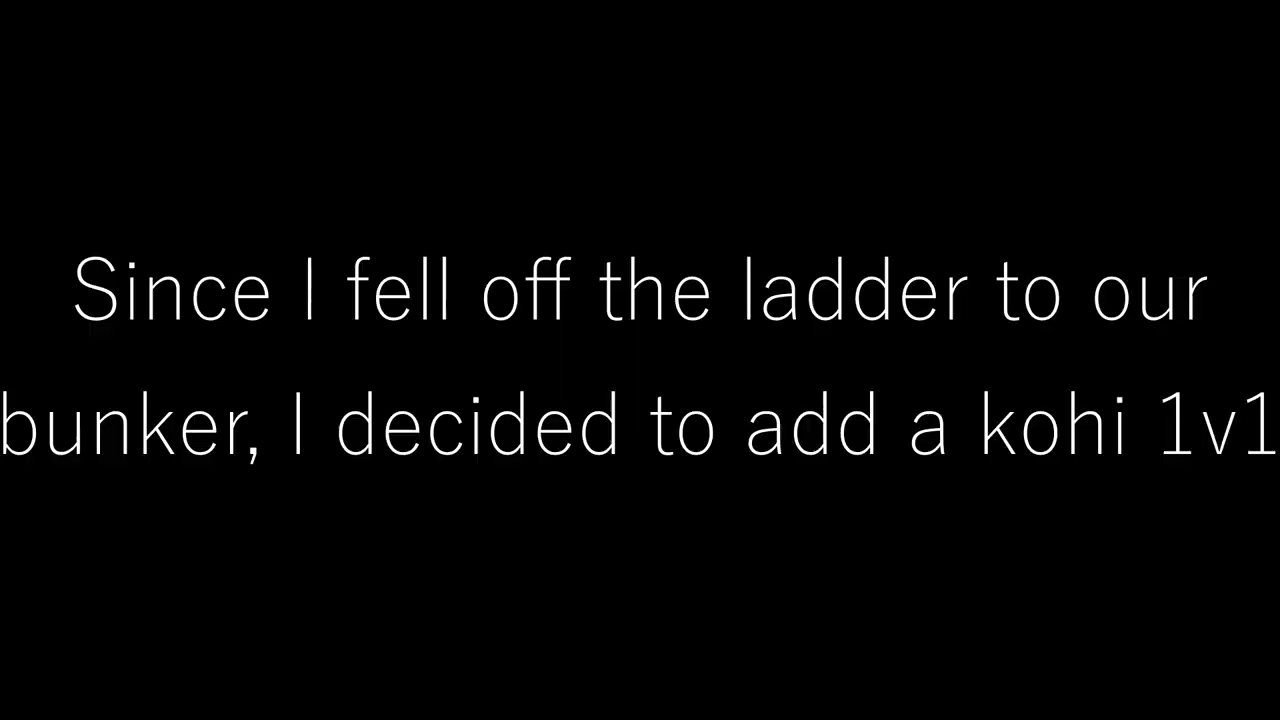 Since I fell off the ladder to our
bunker, I decided to add a kohi 1v1